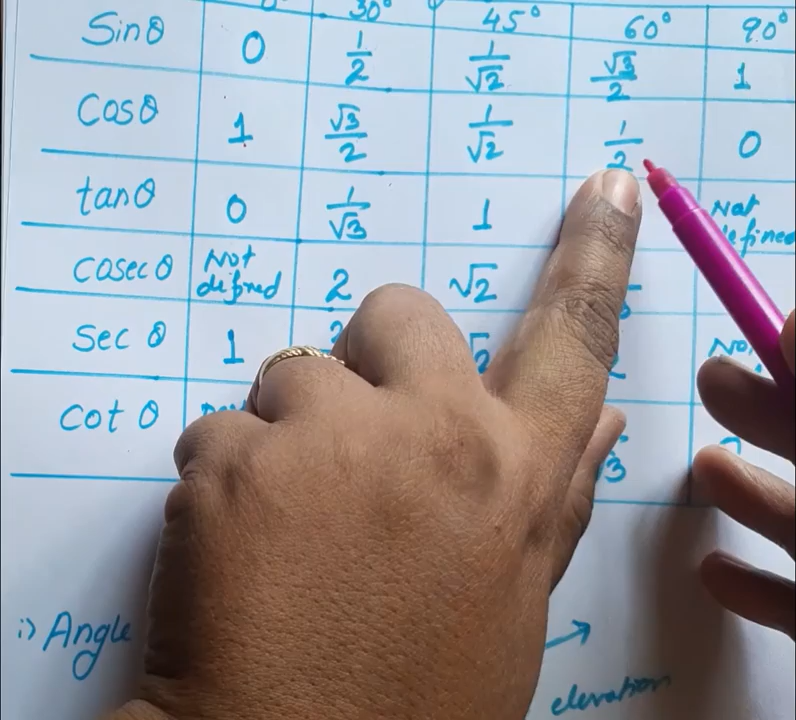 30° 45° 60° 90°
Sinθ 0 1/2 1/√2 √3/2 1
Cosθ 1 √3/2 1/√2 1/2 0
tanθ 0 1/√3 1 Not defined
Cosecθ Not defined 2 √2
Sec θ 1
Cot θ
i) Angle
elevation